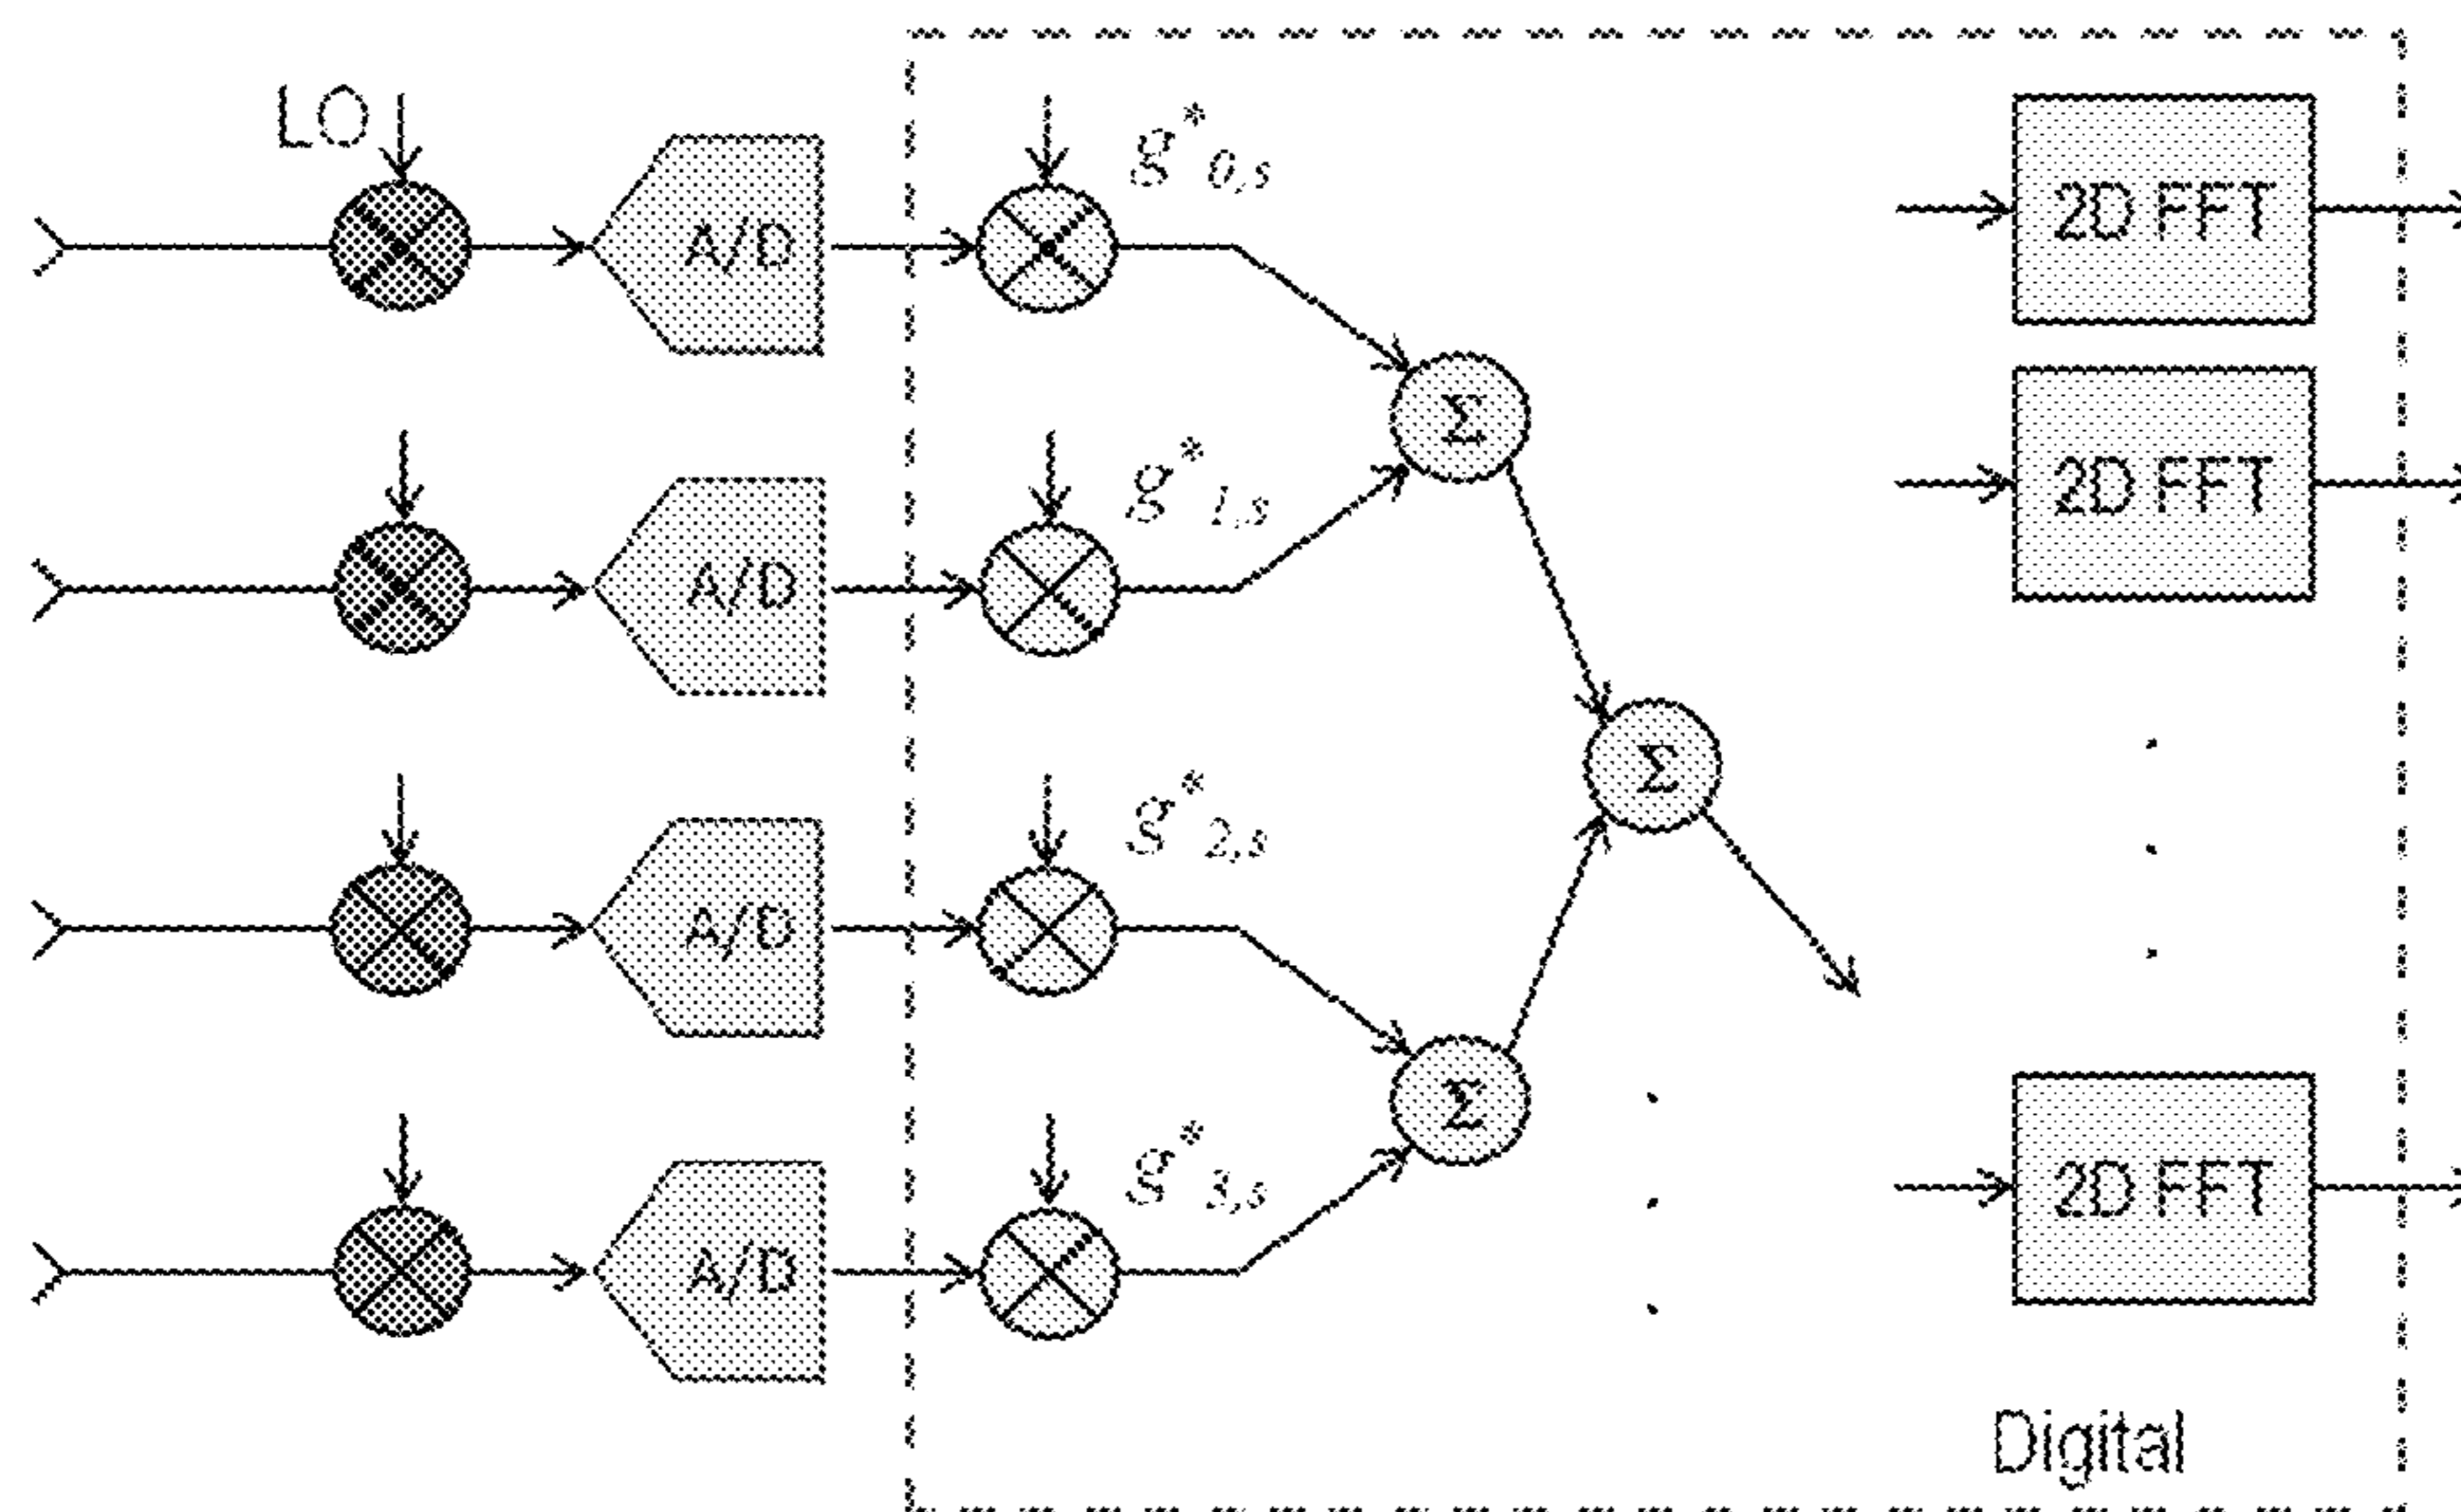 LO
A/D
g*0,s
2D FFT
Σ
A/D
g*1,s
2D FFT
Σ
A/D
g*2,s
Σ
A/D
g*3,s
2D FFT
Digital